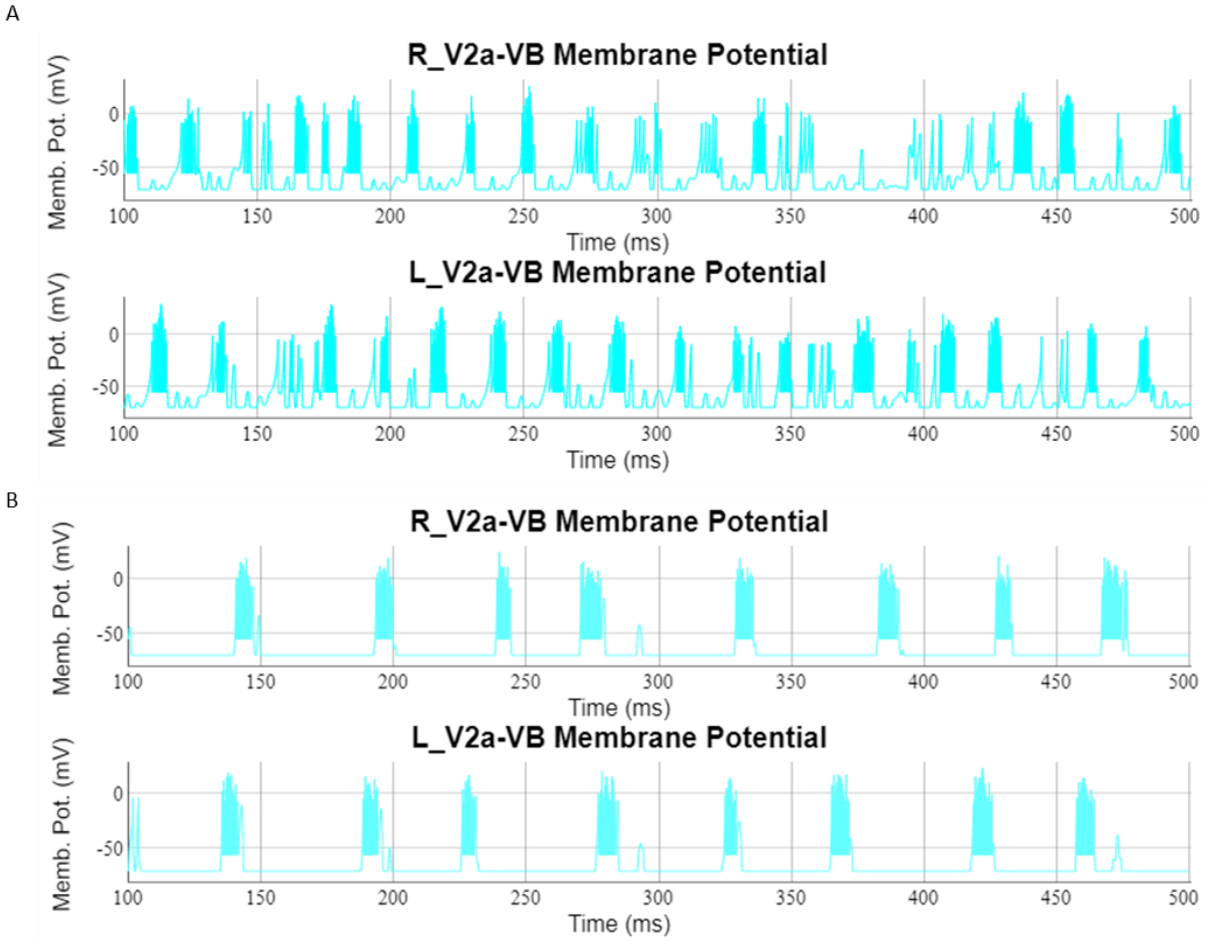 A
R_V2a-VB Membrane Potential
Memb. Pot. (mV)
0
-50
100 150 200 250 300 350 400 450 500
Time (ms)
L_V2a-VB Membrane Potential
Memb. Pot. (mV)
0
-50
100 150 200 250 300 350 400 450 500
Time (ms)
B
R_V2a-VB Membrane Potential
Memb. Pot. (mV)
0
-50
100 150 200 250 300 350 400 450 500
Time (ms)
L_V2a-VB Membrane Potential
Memb. Pot. (mV)
0
-50
100 150 200 250 300 350 400 450 500
Time (ms)